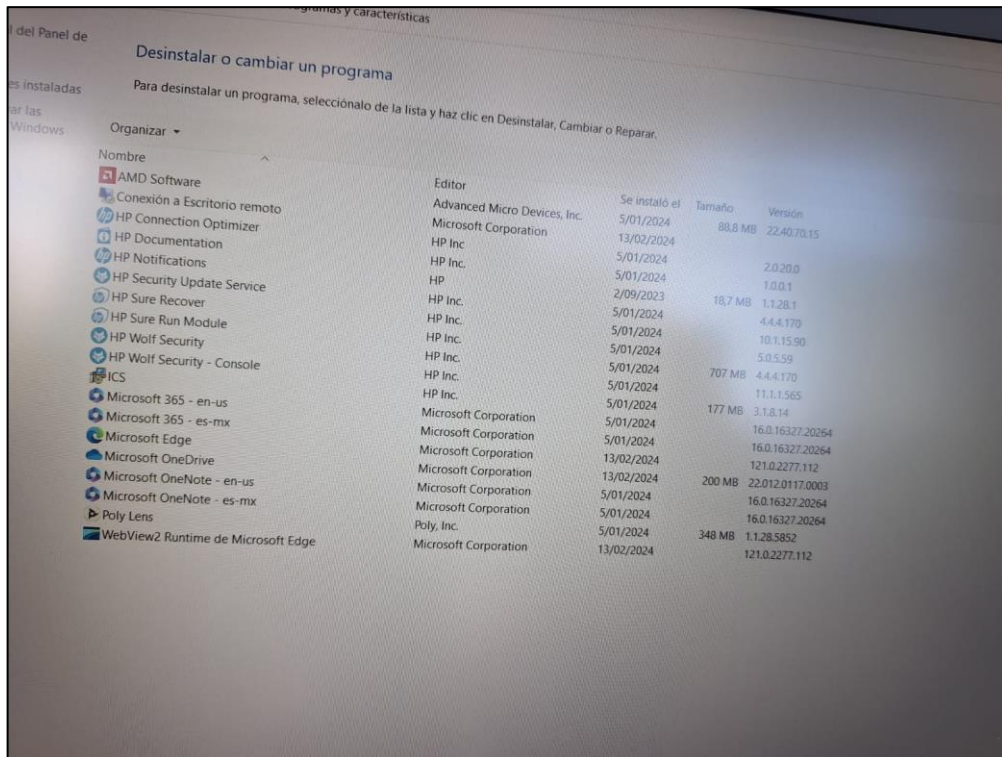 gramas y características
l del Panel de
Desinstalar o cambiar un programa
es instaladas
Para desinstalar un programa, selecciónalo de la lista y haz clic en Desinstalar, Cambiar o Reparar.
ar las
Windows
Organizar
Nombre Editor Se instaló el Tamaño Versión
AMD Software Advanced Micro Devices, Inc. 5/01/2024 88,8 MB 22.40.70.15
Conexión a Escritorio remoto Microsoft Corporation 13/02/2024
HP Connection Optimizer HP Inc 5/01/2024 2.0.20.0
HP Documentation HP Inc. 5/01/2024 1.0.0.1
HP Notifications HP 2/09/2023 18,7 MB 1.1.28.1
HP Security Update Service HP Inc. 5/01/2024 4.4.4.170
HP Sure Recover HP Inc. 5/01/2024 10.1.15.90
HP Sure Run Module HP Inc. 5/01/2024 5.0.5.59
HP Wolf Security HP Inc. 5/01/2024 707 MB 4.4.4.170
HP Wolf Security - Console HP Inc. 5/01/2024 11.1.1.565
ICS HP Inc. 5/01/2024 177 MB 3.1.8.14
Microsoft 365 - en-us Microsoft Corporation 5/01/2024 16.0.16327.20264
Microsoft 365 - es-mx Microsoft Corporation 5/01/2024 16.0.16327.20264
Microsoft Edge Microsoft Corporation 13/02/2024 121.0.2277.112
Microsoft OneDrive Microsoft Corporation 13/02/2024 200 MB 22.012.0117.0003
Microsoft OneNote - en-us Microsoft Corporation 5/01/2024 16.0.16327.20264
Microsoft OneNote - es-mx Microsoft Corporation 5/01/2024 16.0.16327.20264
Poly Lens Poly, Inc. 5/01/2024 348 MB 1.1.28.5852
WebView2 Runtime de Microsoft Edge Microsoft Corporation 13/02/2024 121.0.2277.112